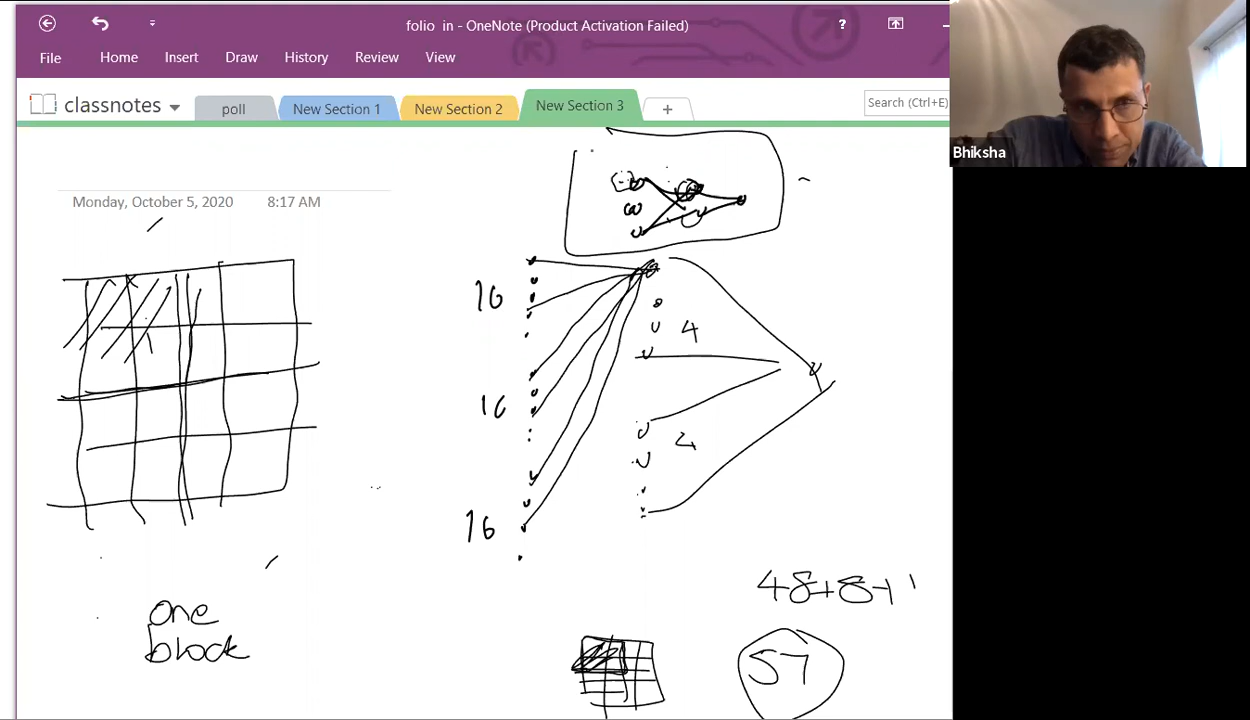 folio in - OneNote (Product Activation Failed)
?
File Home Insert Draw History Review View
classnotes
poll New Section 1 New Section 2 New Section 3 +
Search (Ctrl+E)
Bhiksha
Monday, October 5, 2020 8:17 AM
16
4
16
4
16
48+8+1
one
block
57